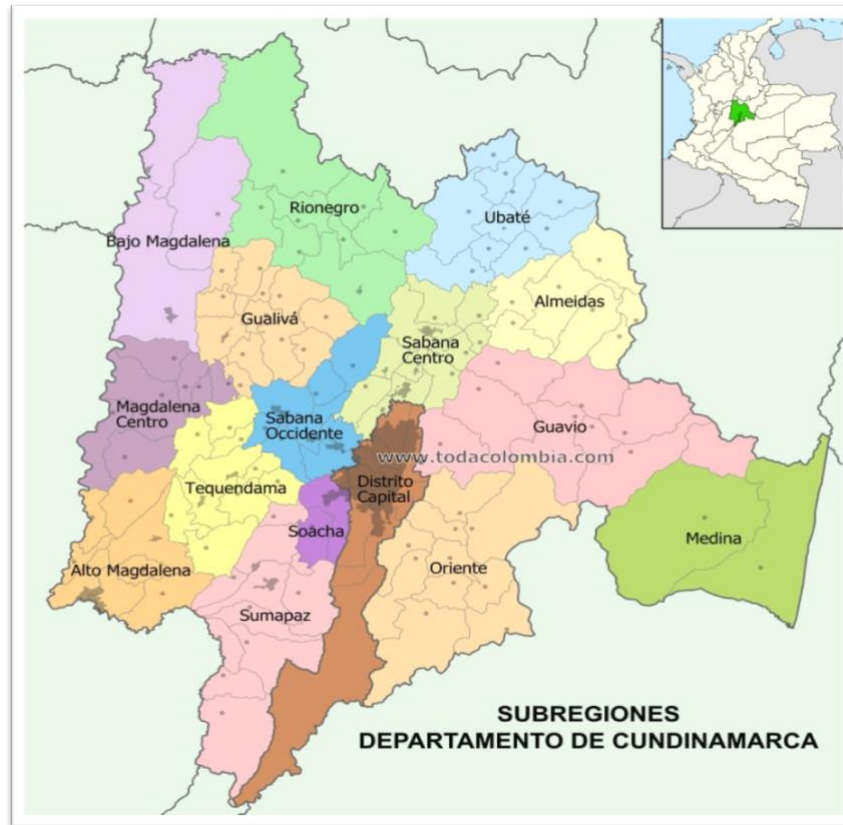 Rionegro
Ubaté
Bajo Magdalena
Almeidas
Gualivá
Sabana
Centro
Magdalena
Centro
Sabana
Occidente
Guavio
www.todacolombia.com
Tequendama
Distrito
Capital
Soacha
Medina
Alto Magdalena
Oriente
Sumapaz
SUBREGIONES
DEPARTAMENTO DE CUNDINAMARCA